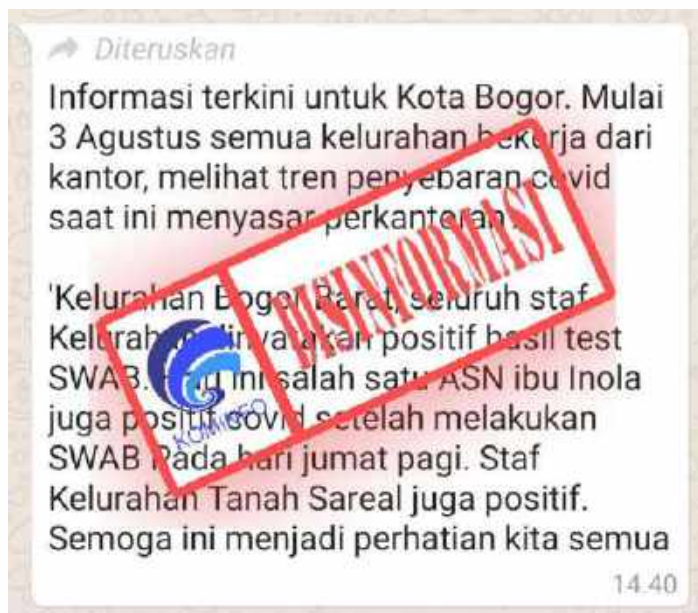 Diteruskan
Informasi terkini untuk Kota Bogor. Mulai
3 Agustus semua kelurahan bekerja dari
kantor, melihat tren penyebaran covid
saat ini menyasar perkantoran
'Kelurahan Bogor Barat, seluruh staf
Kelurahan dinyatakan positif hasil test
SWAB. ini salah satu ASN ibu Inola
juga positif covid setelah melakukan
SWAB Pada hari jumat pagi. Staf
Kelurahan Tanah Sareal juga positif.
Semoga ini menjadi perhatian kita semua
14.40
KOMINFO
DISINFORMASI